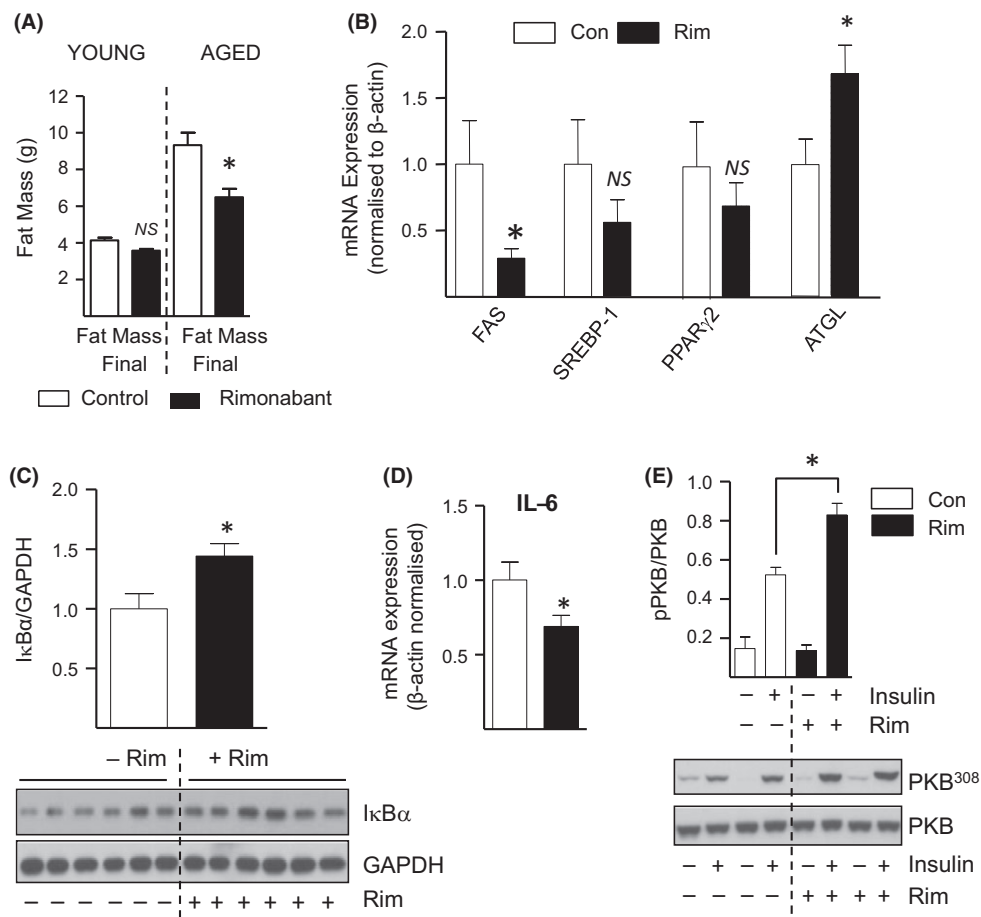 (A)
YOUNG AGED
Fat Mass (g)
12
10
8
6
4
2
NS
*
Fat Mass Fat Mass
Final Final
Control Rimonabant
(B)
Con Rim
mRNA Expression
(normalised to β-actin)
2.0
1.5
1.0
0.5
*
NS
NS
*
FAS
SREBP-1
PPARγ2
ATGL
(C)
IκBα/GAPDH
2.0
1.5
1.0
0.5
*
– Rim + Rim
IκBα
GAPDH
– – – – – – + + + + + + Rim
(D)
IL–6
mRNA expression
(β-actin normalised)
1.5
1.0
0.5
*
(E)
Con
Rim
pPKB/PKB
1.0
0.8
0.6
0.4
0.2
*
– + – + Insulin
– – + + Rim
PKB308
PKB
– + – + – + – + Insulin
– – – – + + + + Rim